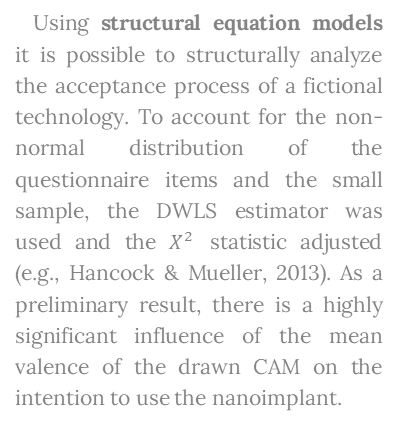 Using structural equation models
it is possible to structurally analyze
the acceptance process of a fictional
technology. To account for the non-
normal distribution of the
questionnaire items and the small
sample, the DWLS estimator was
used and the X² statistic adjusted
(e.g., Hancock & Mueller, 2013). As a
preliminary result, there is a highly
significant influence of the mean
valence of the drawn CAM on the
intention to use the nanoimplant.